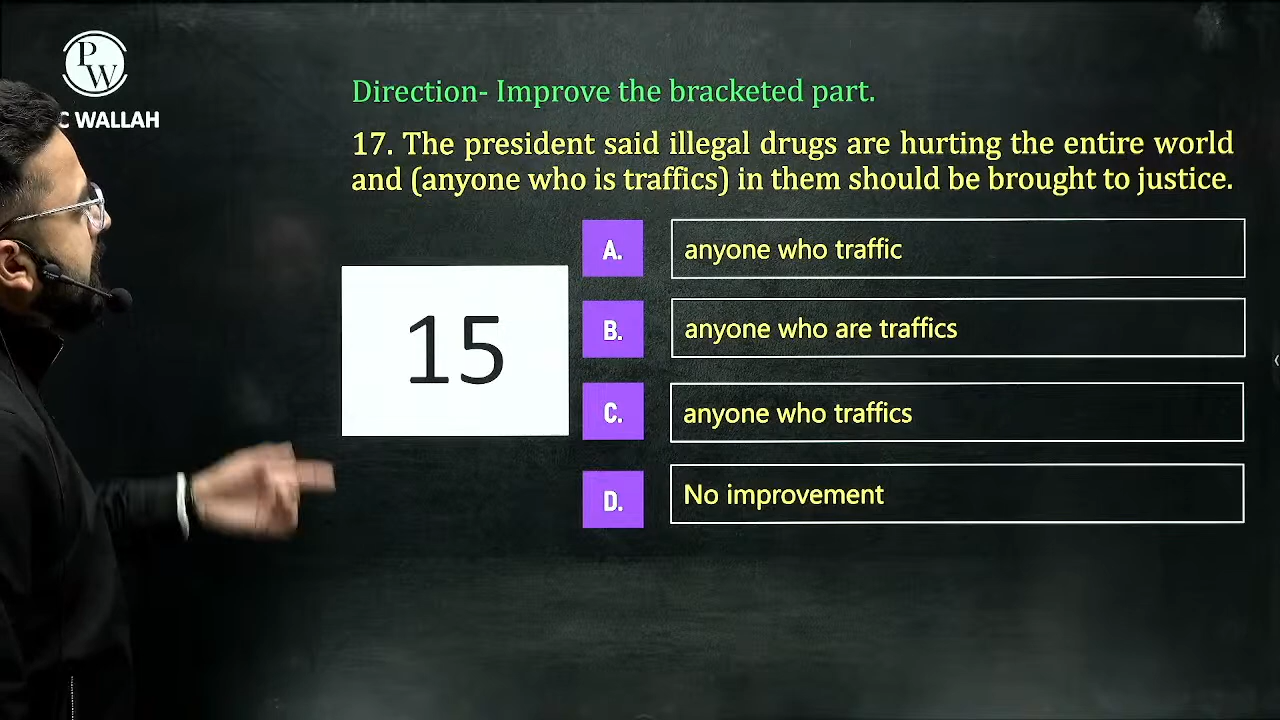 PW
C WALLAH
Direction- Improve the bracketed part.
17. The president said illegal drugs are hurting the entire world
and (anyone who is traffics) in them should be brought to justice.
15
A. anyone who traffic
B. anyone who are traffics
C. anyone who traffics
D. No improvement